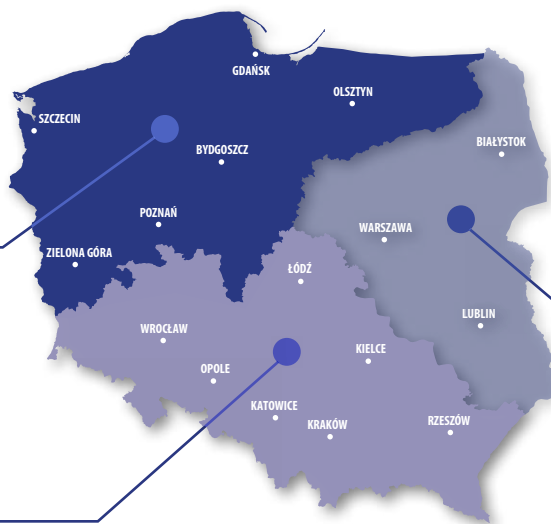 GDAŃSK
OLSZTYN
SZCZECIN
BIAŁYSTOK
BYDGOSZCZ
POZNAŃ
WARSZAWA
ZIELONA GÓRA
ŁÓDŹ
LUBLIN
WROCŁAW
KIELCE
OPOLE
KATOWICE
KRAKÓW
RZESZÓW